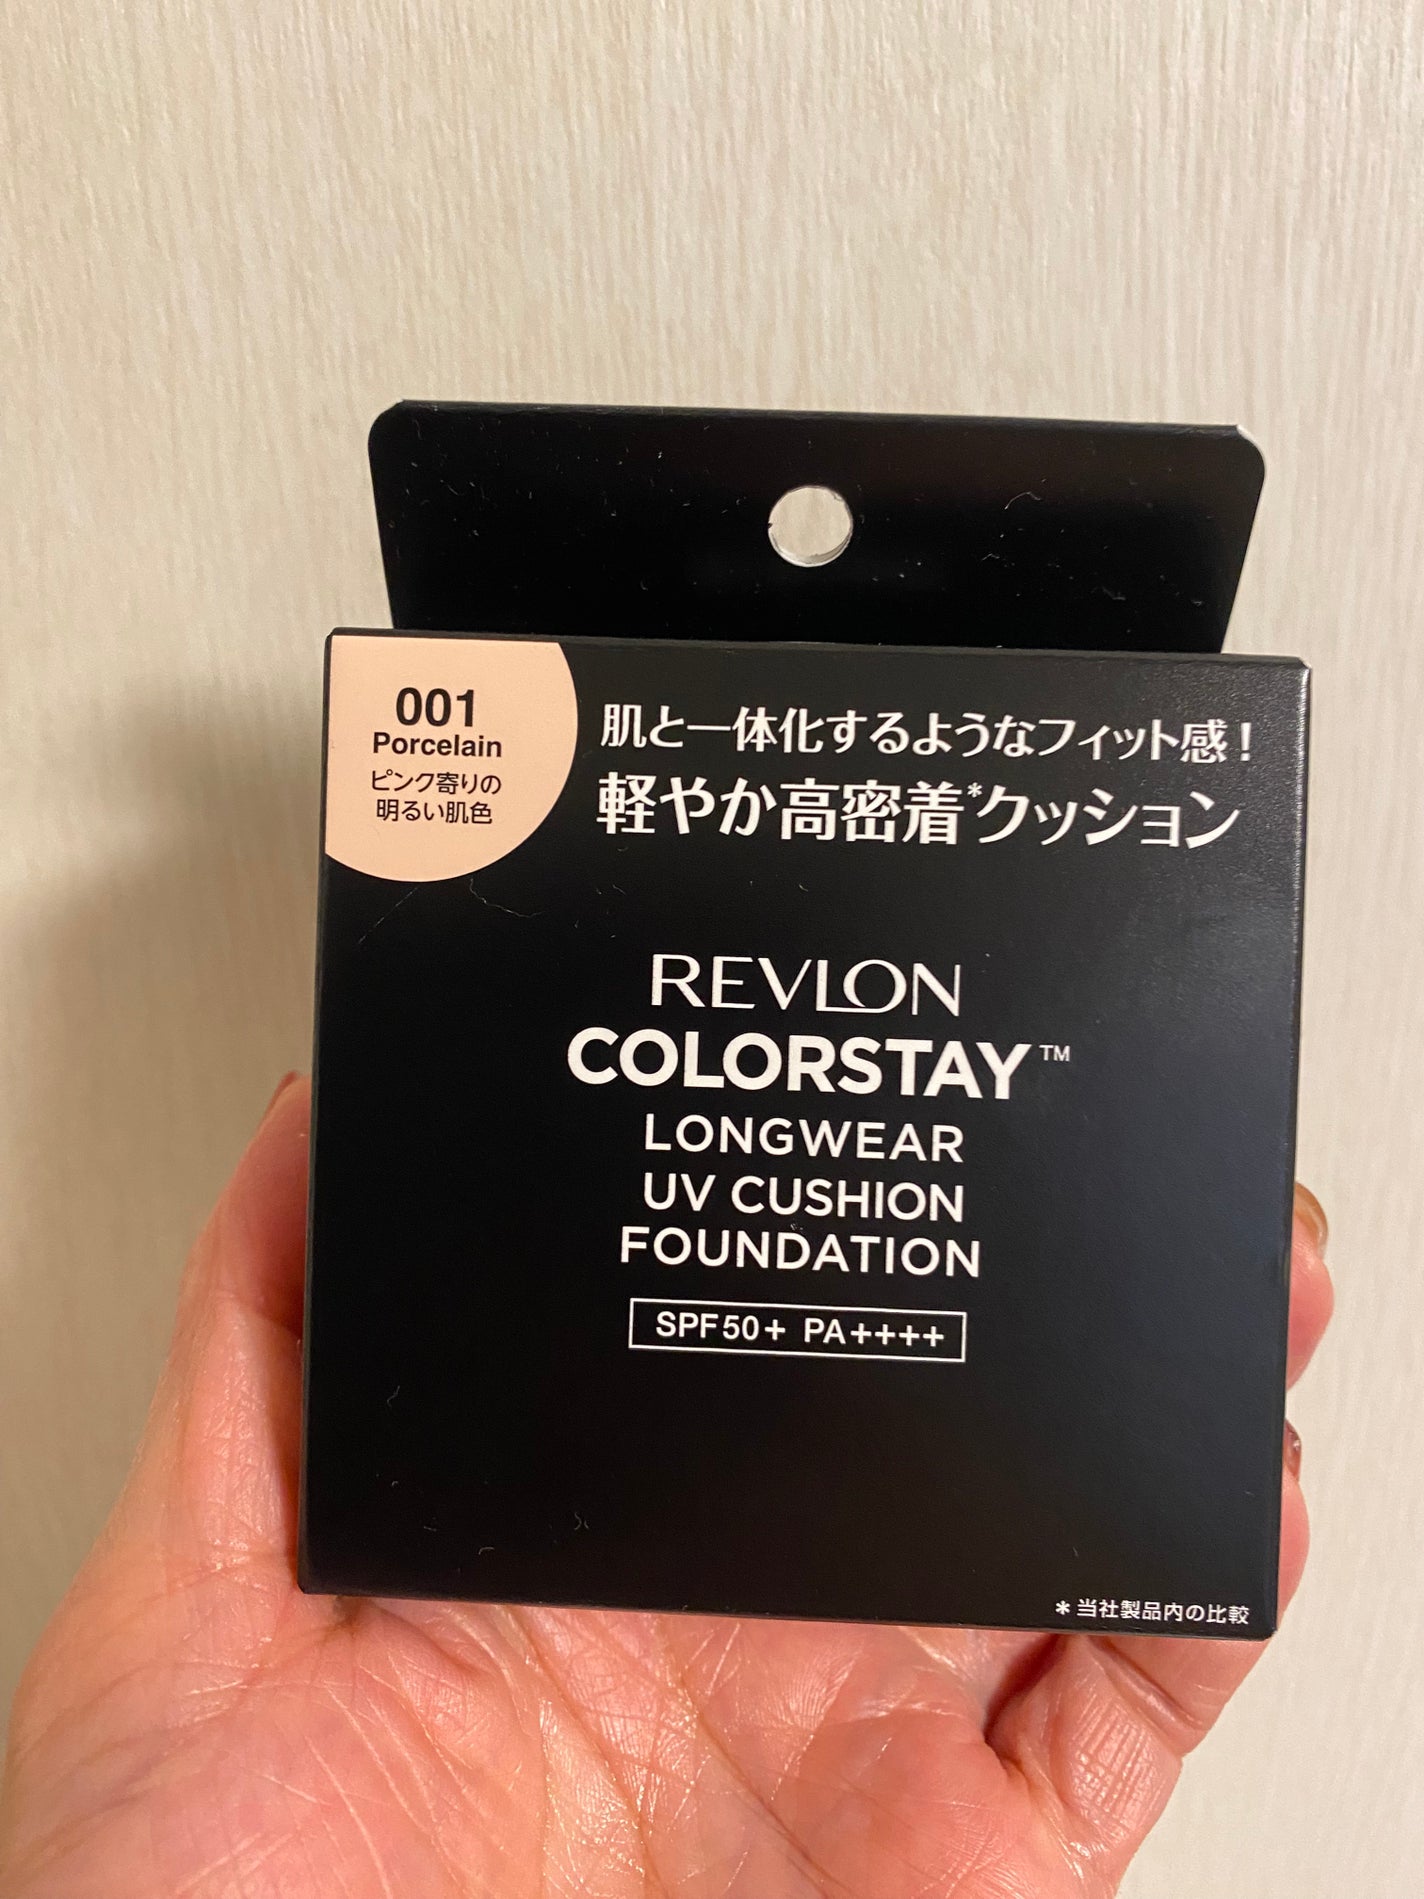 001
Porcelain
ピンク寄りの
明るい肌色
肌と一体化するようなフィット感!
軽やか高密着*クッション
REVLON
COLORSTAY™
LONGWEAR
UV CUSHION
FOUNDATION
SPF50+ PA++++
*当社製品内の比較